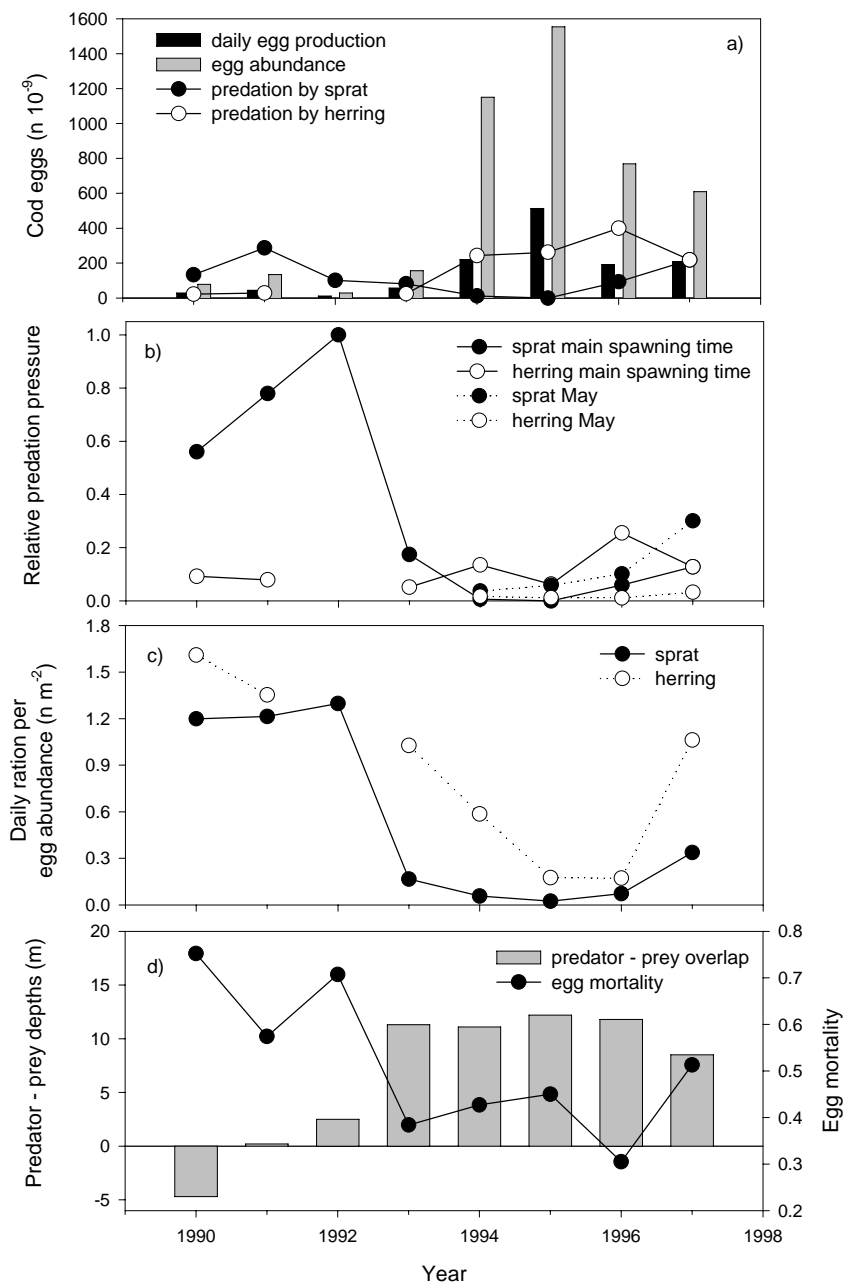 a)
daily egg production
egg abundance
predation by sprat
predation by herring
Cod eggs (n 10⁻⁹)
1600
1400
1200
1000
800
600
400
200
0
b)
sprat main spawning time
herring main spawning time
sprat May
herring May
Relative predation pressure
1.0
0.8
0.6
0.4
0.2
0.0
c)
sprat
herring
Daily ration per
egg abundance (n m⁻²)
1.8
1.5
1.2
0.9
0.6
0.3
0.0
d)
predator - prey overlap
egg mortality
Predator - prey depths (m)
20
15
10
5
0
-5
Egg mortality
0.8
0.7
0.6
0.5
0.4
0.3
0.2
1990 1992 1994 1996 1998
Year